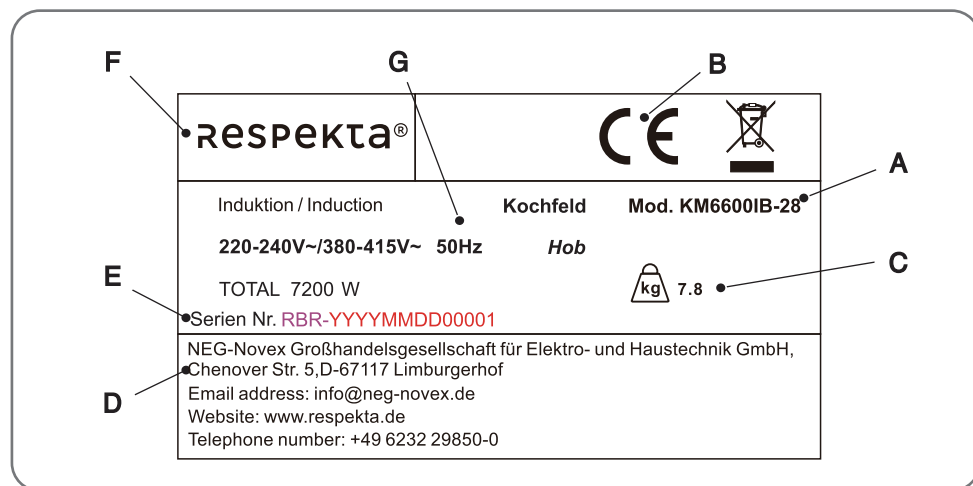 F
G
B
Respekta®
CE
A
Induktion / Induction
Kochfeld
Mod. KM6600IB-28
220-240V~/380-415V~ 50Hz
Hob
C
E
TOTAL 7200 W
kg 7.8
Serien Nr. RBR-YYYYMMDD00001
NEG-Novex Großhandelsgesellschaft für Elektro- und Haustechnik GmbH,
Chenover Str. 5,D-67117 Limburgerhof
D
Email address: info@neg-novex.de
Website: www.respekta.de
Telephone number: +49 6232 29850-0